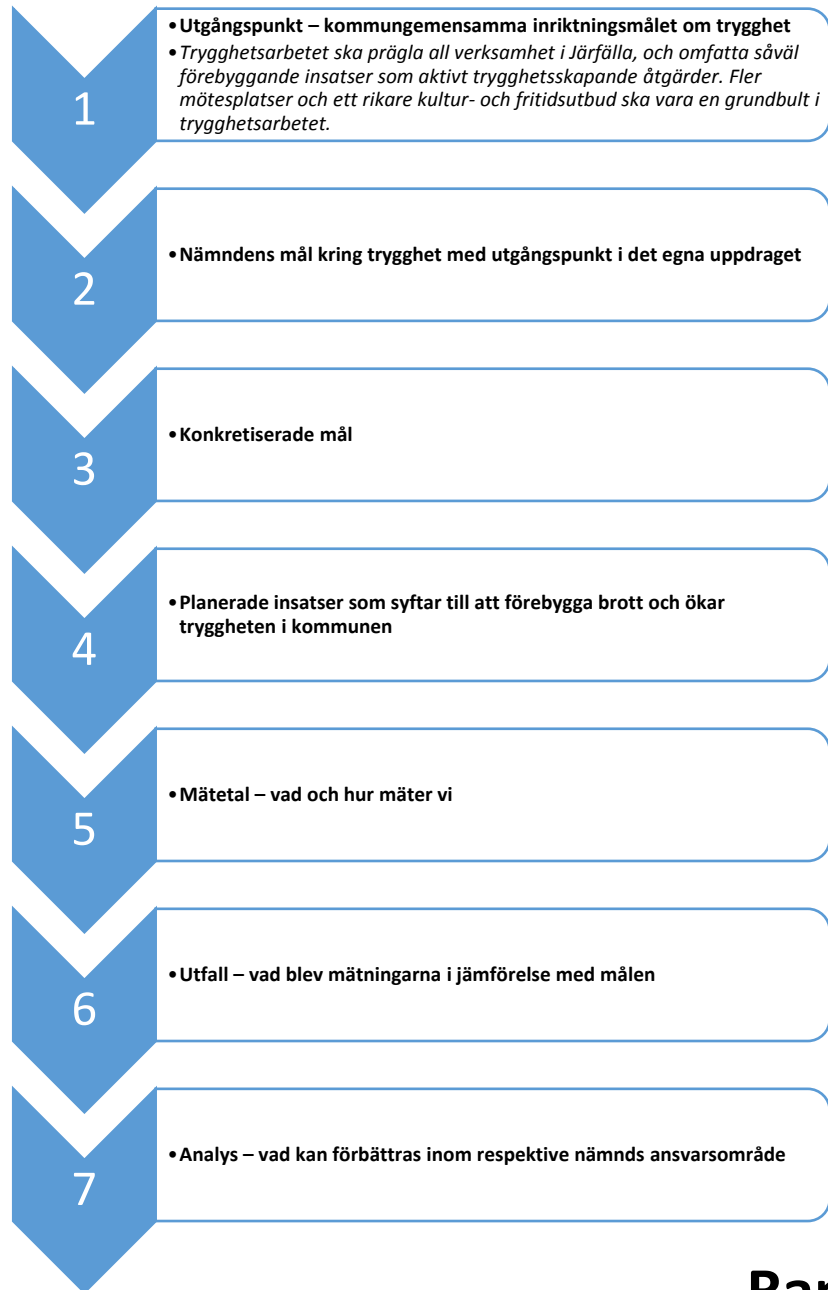 1
•Utgångspunkt – kommungemensamma inriktningsmålet om trygghet
•Trygghetsarbetet ska prägla all verksamhet i Järfälla, och omfatta såväl
förebyggande insatser som aktivt trygghetsskapande åtgärder. Fler
mötesplatser och ett rikare kultur- och fritidsutbud ska vara en grundbult i
trygghetsarbetet.
2
•Nämndens mål kring trygghet med utgångspunkt i det egna uppdraget
3
•Konkretiserade mål
4
•Planerade insatser som syftar till att förebygga brott och ökar
tryggheten i kommunen
5
•Mätetal – vad och hur mäter vi
6
•Utfall – vad blev mätningarna i jämförelse med målen
7
•Analys – vad kan förbättras inom respektive nämnds ansvarsområde